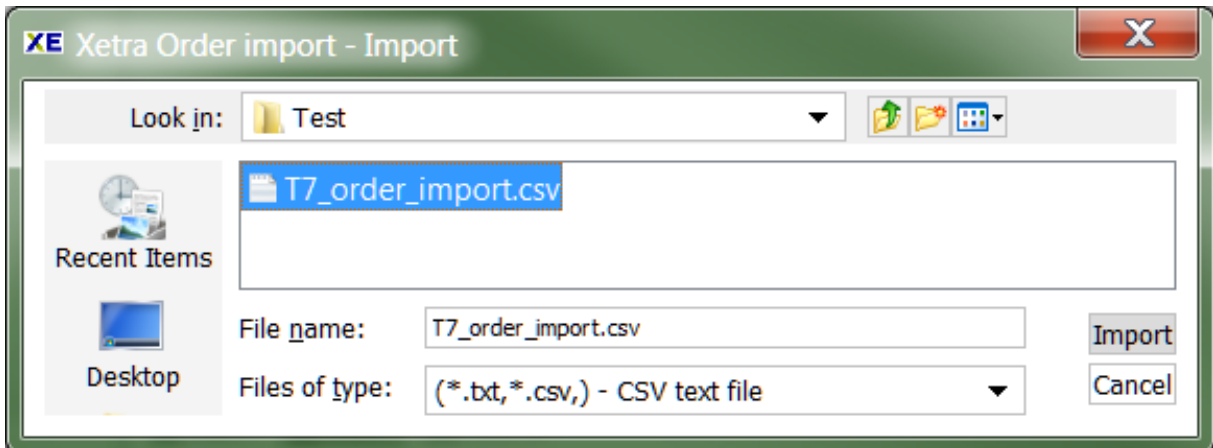 XE Xetra Order import - Import
Look in: Test
T7_order_import.csv
Recent Items
Desktop
File name: T7_order_import.csv Import
Files of type: (*.txt,*.csv,) - CSV text file Cancel